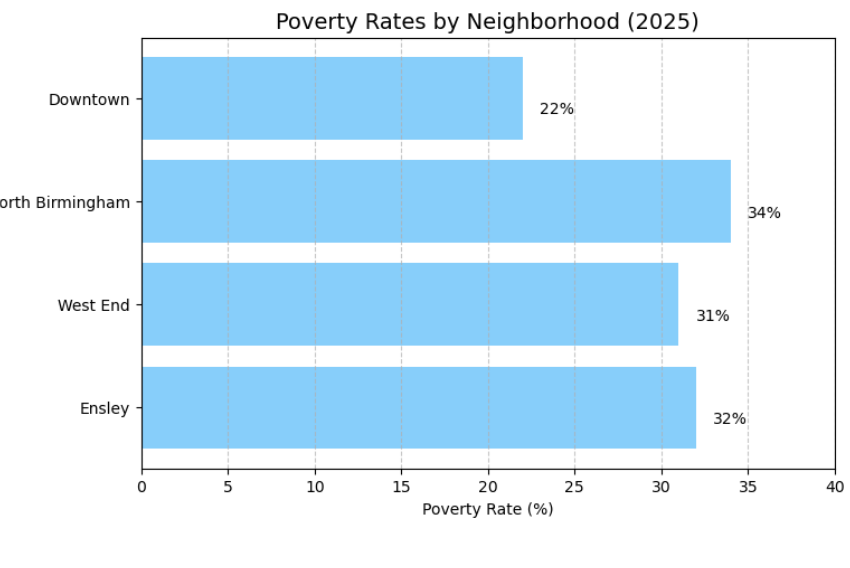 Poverty Rates by Neighborhood (2025)
Downtown
22%
orth Birmingham
34%
West End
31%
Ensley
32%
0 5 10 15 20 25 30 35 40
Poverty Rate (%)